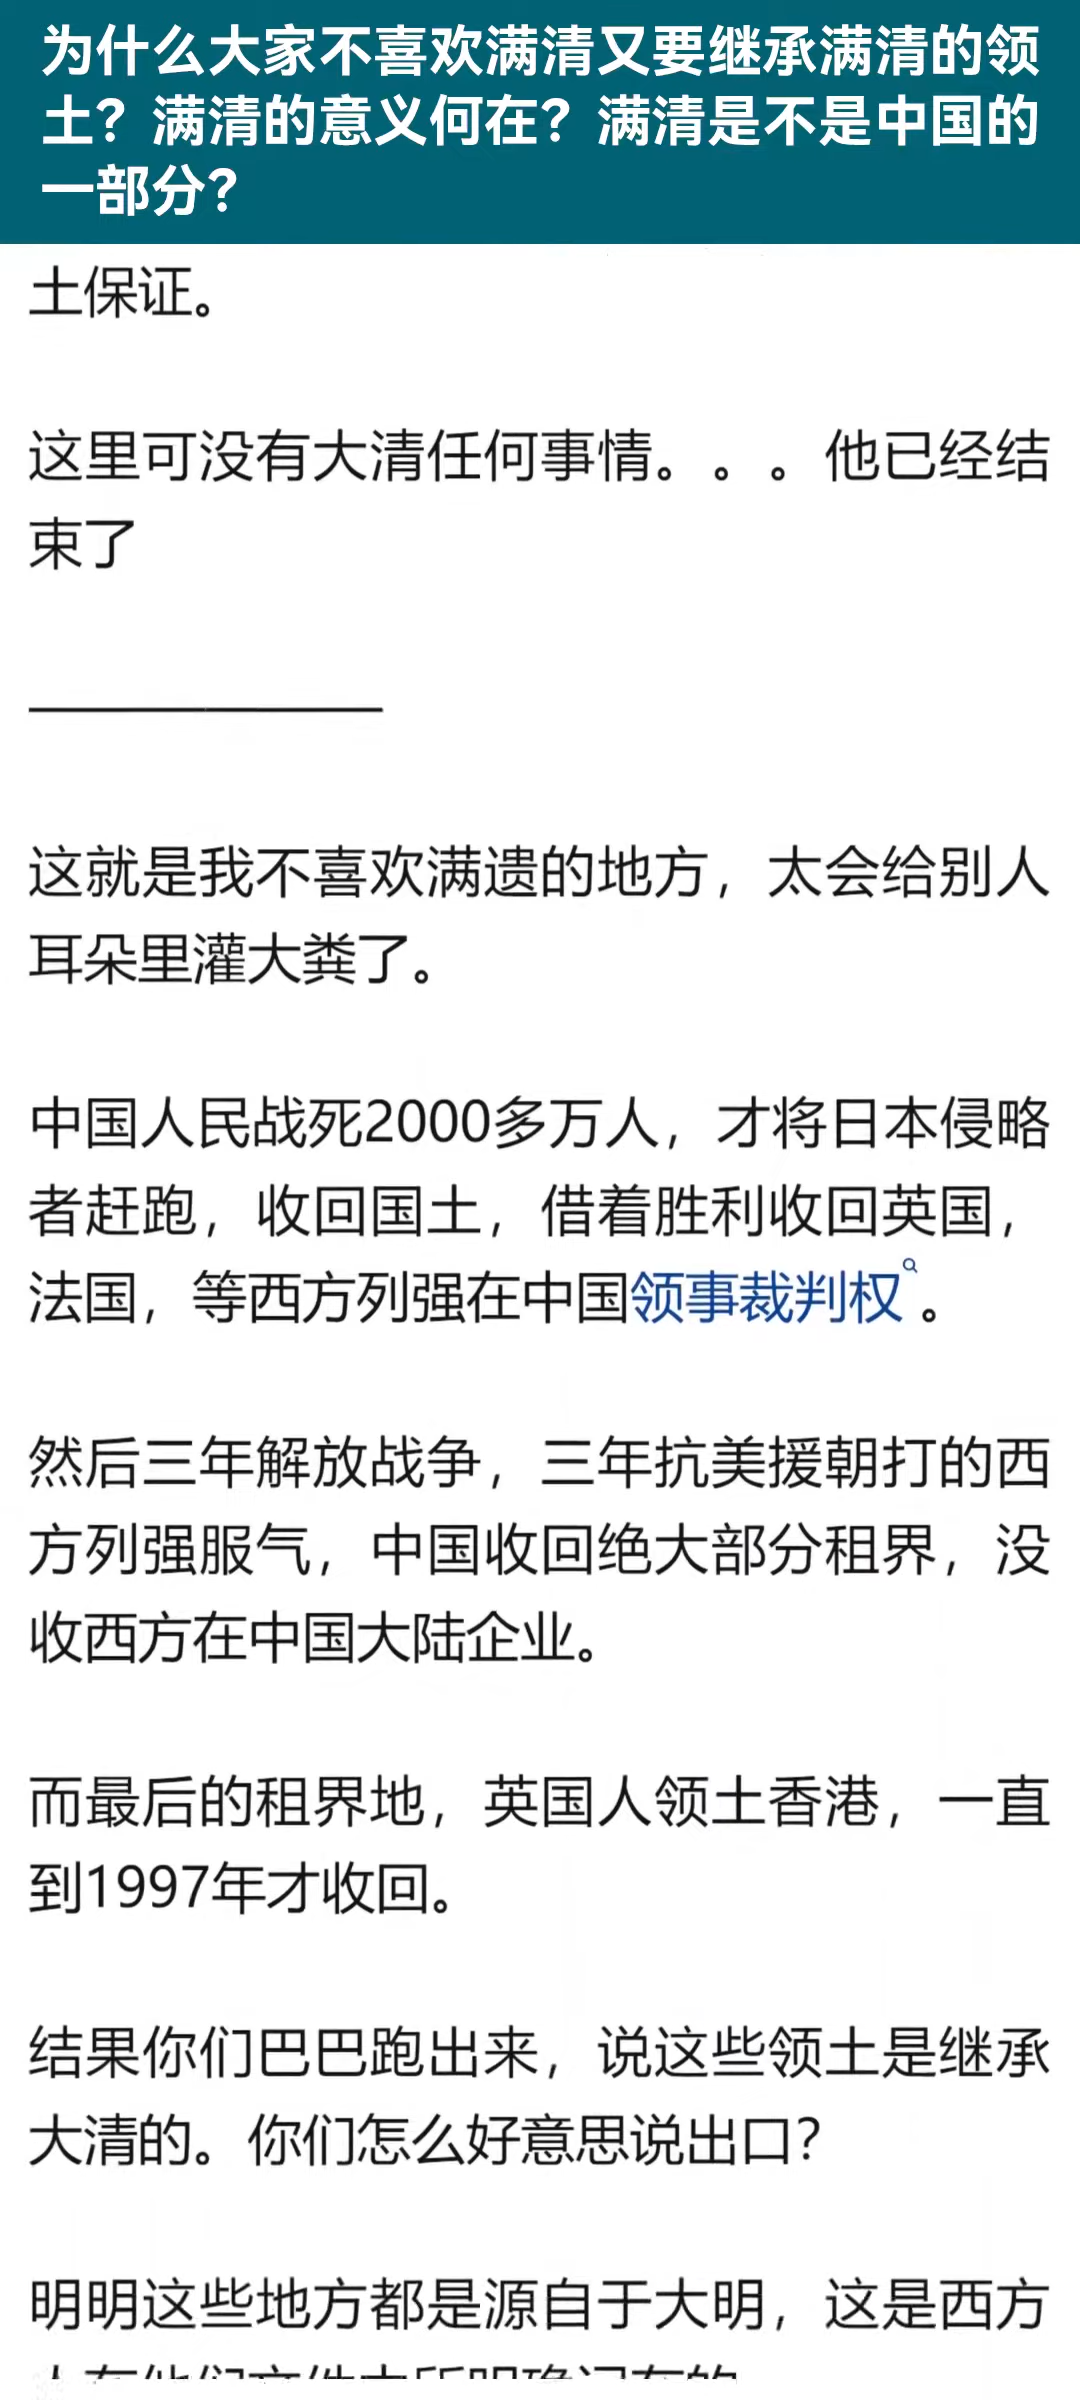 为什么大家不喜欢满清又要继承满清的领
土？满清的意义何在？满清是不是中国的
一部分？
土保证。
这里可没有大清任何事情。。。他已经结
束了
这就是我不喜欢满遗的地方，太会给别人
耳朵里灌大粪了。
中国人民战死2000多万人，才将日本侵略
者赶跑，收回国土，借着胜利收回英国，
法国，等西方列强在中国领事裁判权。
然后三年解放战争，三年抗美援朝打的西
方列强服气，中国收回绝大部分租界，没
收西方在中国大陆企业。
而最后的租界地，英国人领土香港，一直
到1997年才收回。
结果你们巴巴跑出来，说这些领土是继承
大清的。你们怎么好意思说出口？
明明这些地方都是源自于大明，这是西方